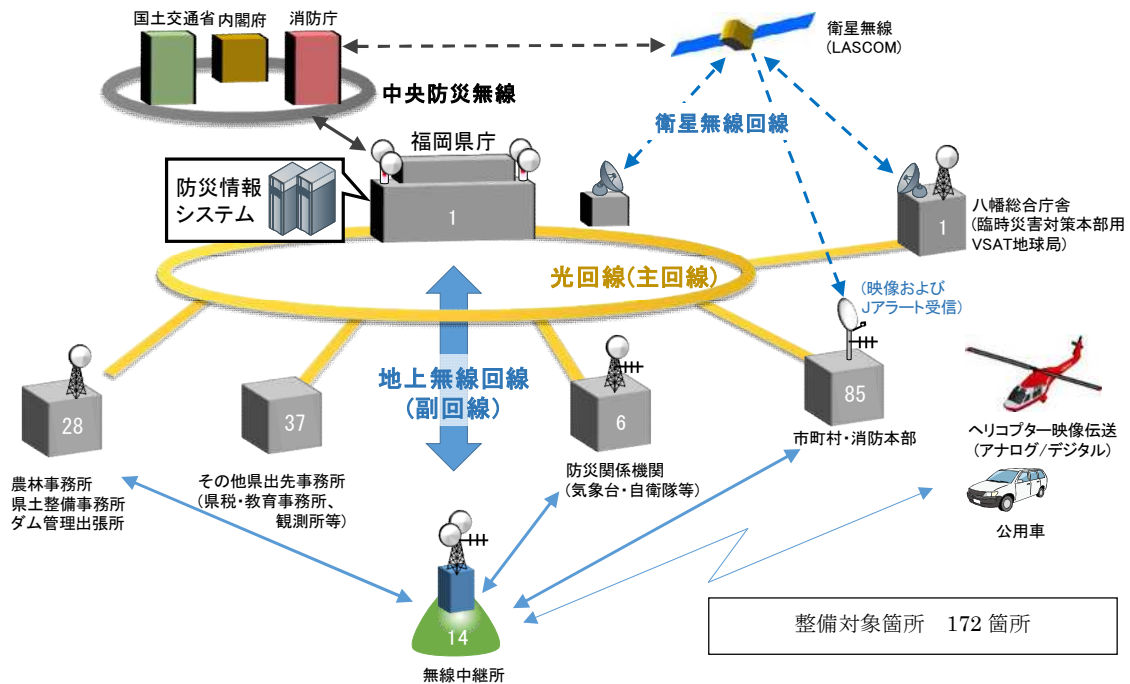 国土交通省
内閣府
消防庁
衛星無線
(LASCOM)
中央防災無線
衛星無線回線
福岡県庁
防災情報
システム
1
1
八幡総合庁舎
(臨時災害対策本部用
VSAT地球局)
光回線(主回線)
(映像および
Jアラート受信)
地上無線回線
(副回線)
28
37
6
85
農林事務所
県土整備事務所
ダム管理出張所
その他県出先事務所
(県税・教育事務所、
観測所等)
防災関係機関
(気象台・自衛隊等)
市町村・消防本部
ヘリコプター映像伝送
(アナログ/デジタル)
公用車
14
無線中継所
整備対象箇所 172 箇所